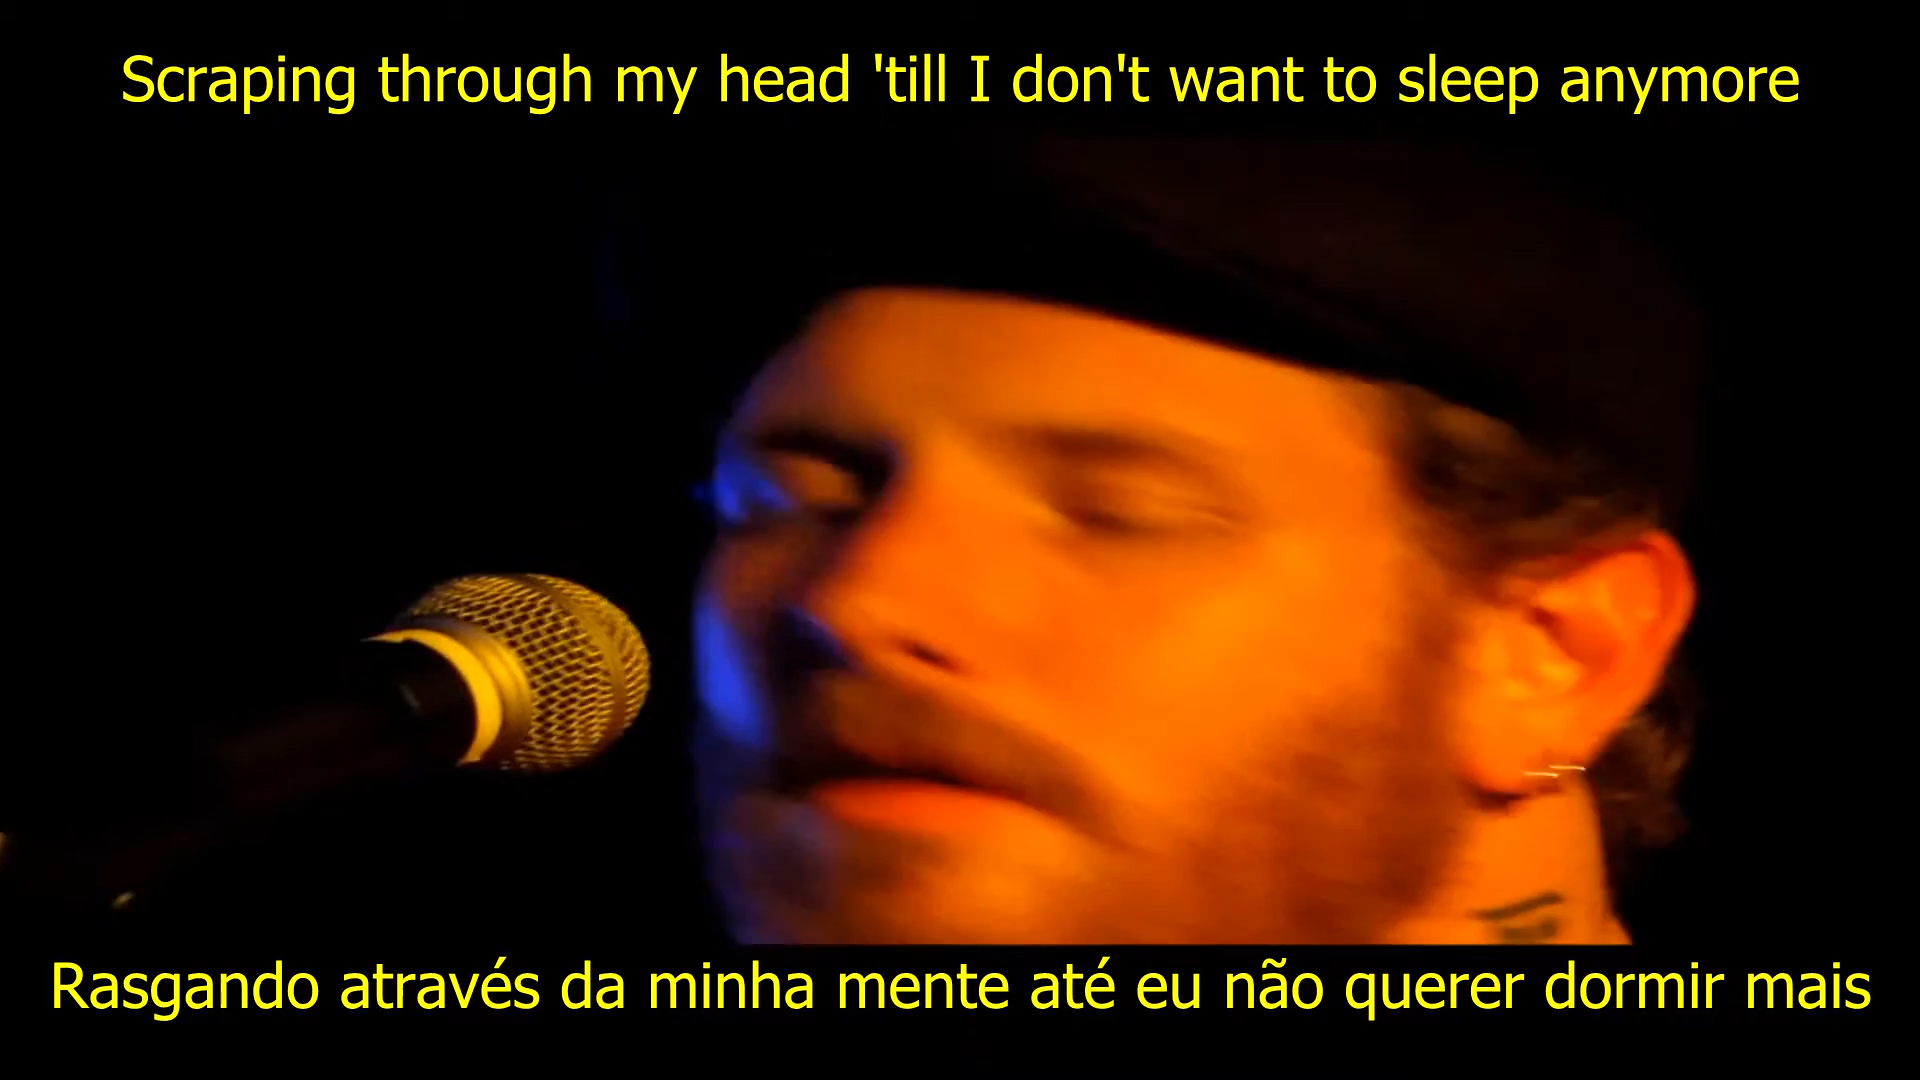 Scraping through my head 'till I don't want to sleep anymore
Rasgando através da minha mente até eu não querer dormir mais